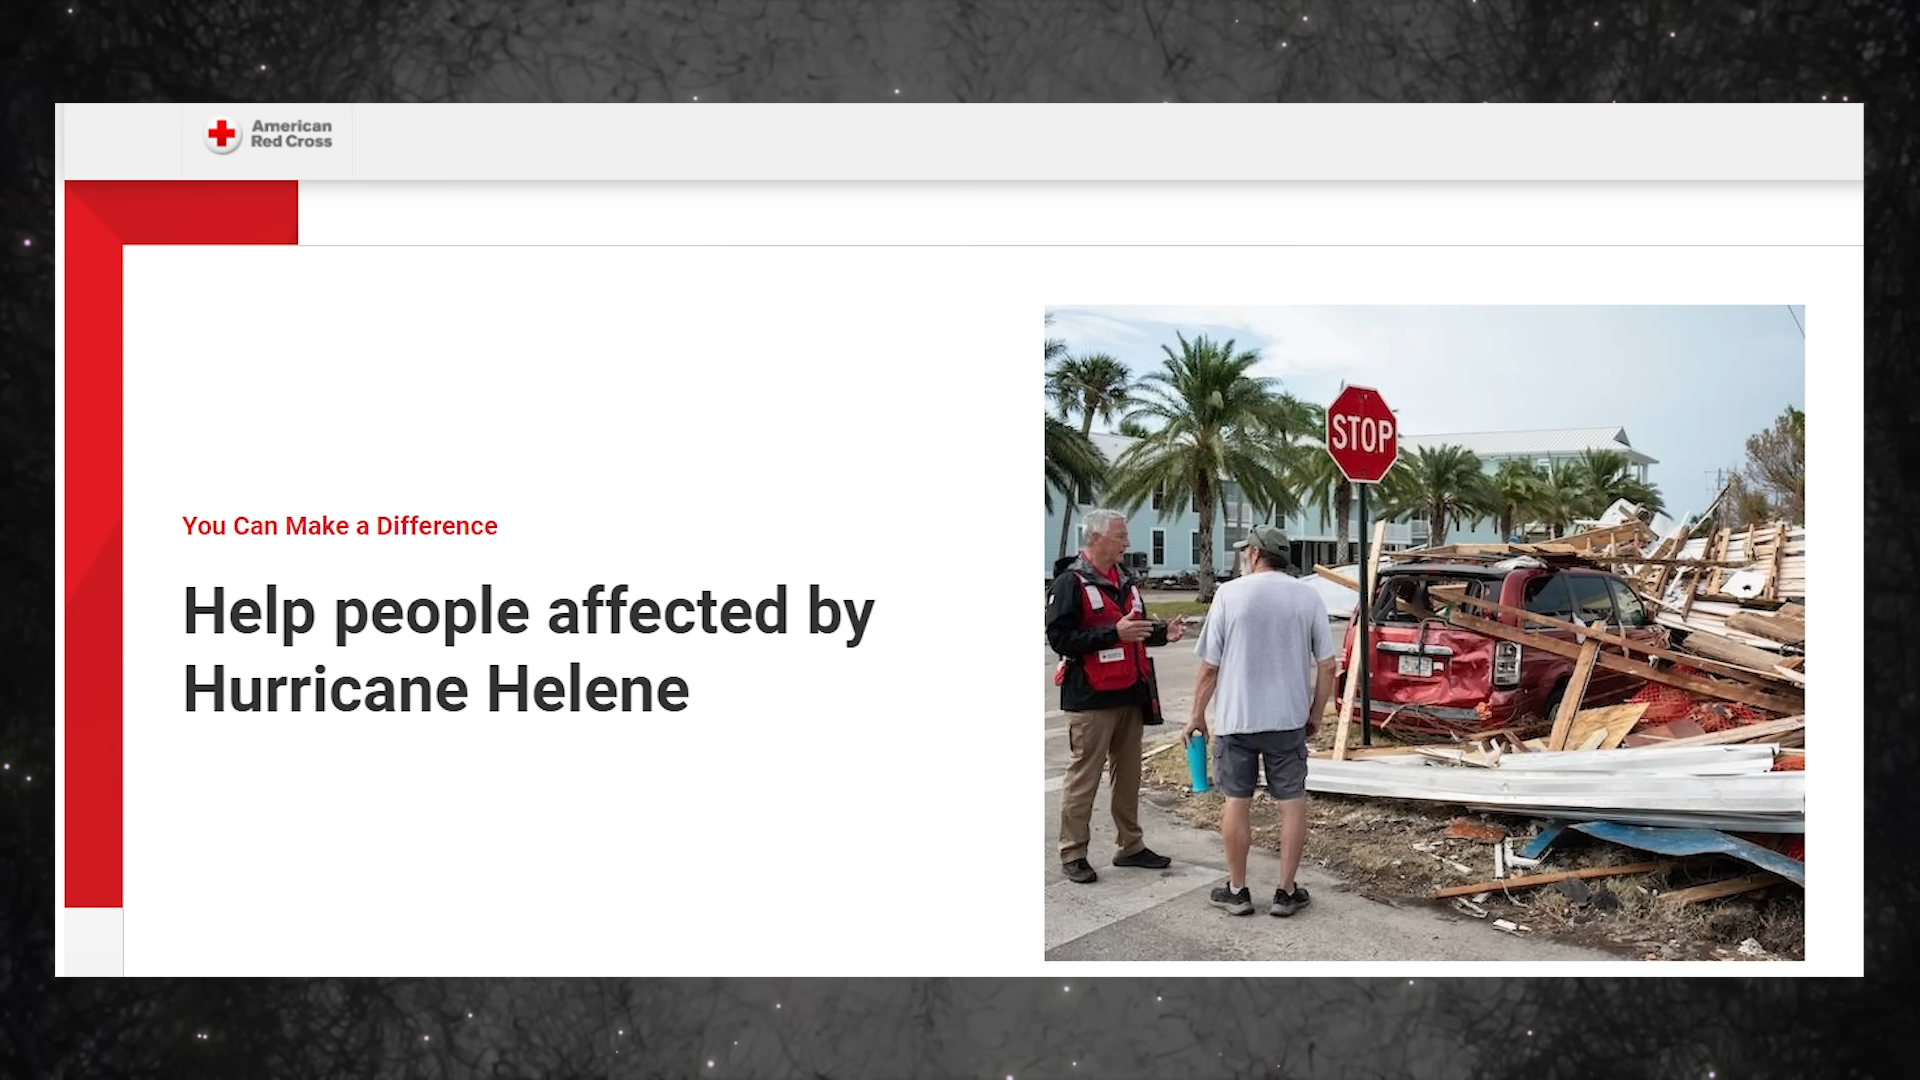 American
Red Cross
You Can Make a Difference
Help people affected by
Hurricane Helene
STOP